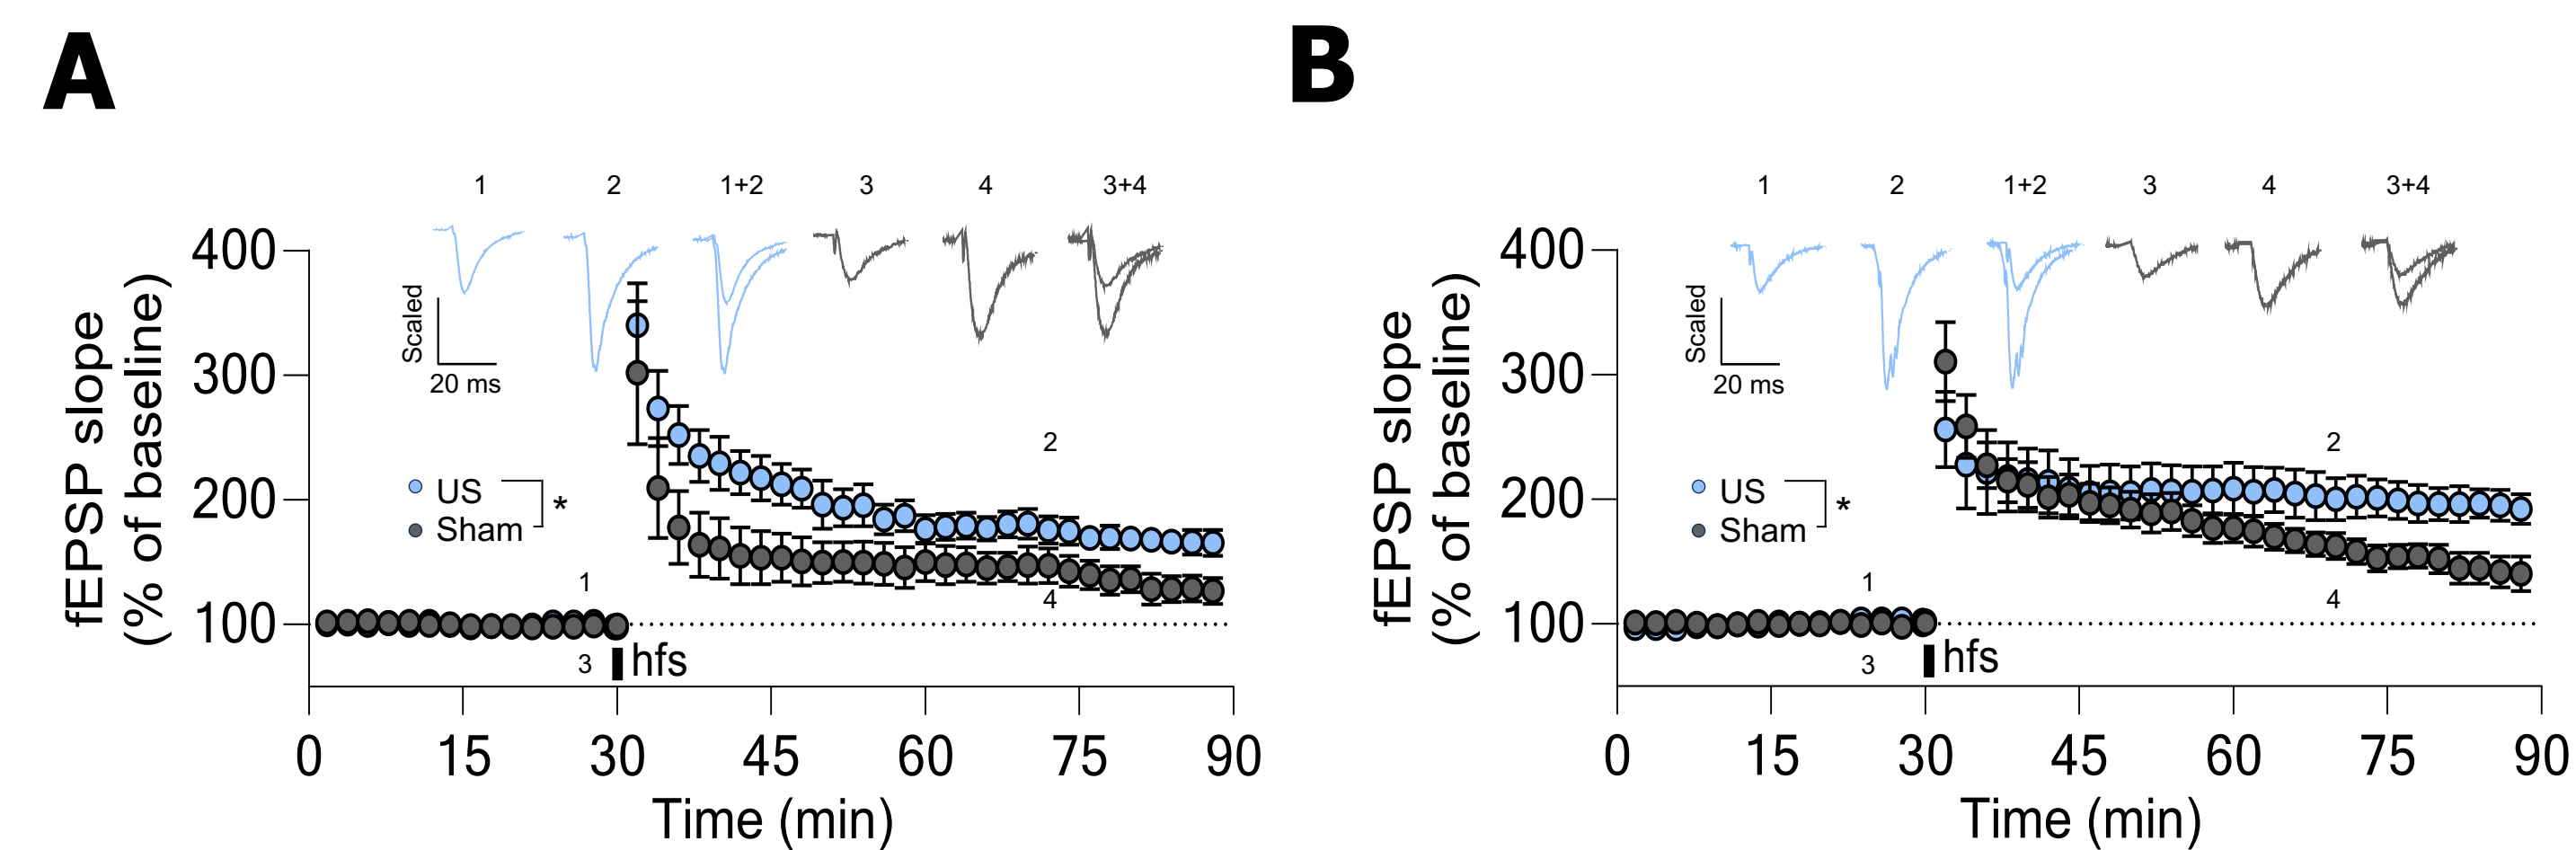 A
1 2 1+2 3 4 3+4
400
300
200
100
fEPSP slope
(% of baseline)
Scaled
20 ms
US
Sham
*
1
2
3
4
hfs
0 15 30 45 60 75 90
Time (min)
B
1 2 1+2 3 4 3+4
400
300
200
100
fEPSP slope
(% of baseline)
Scaled
20 ms
US
Sham
*
1
2
3
4
hfs
0 15 30 45 60 75 90
Time (min)